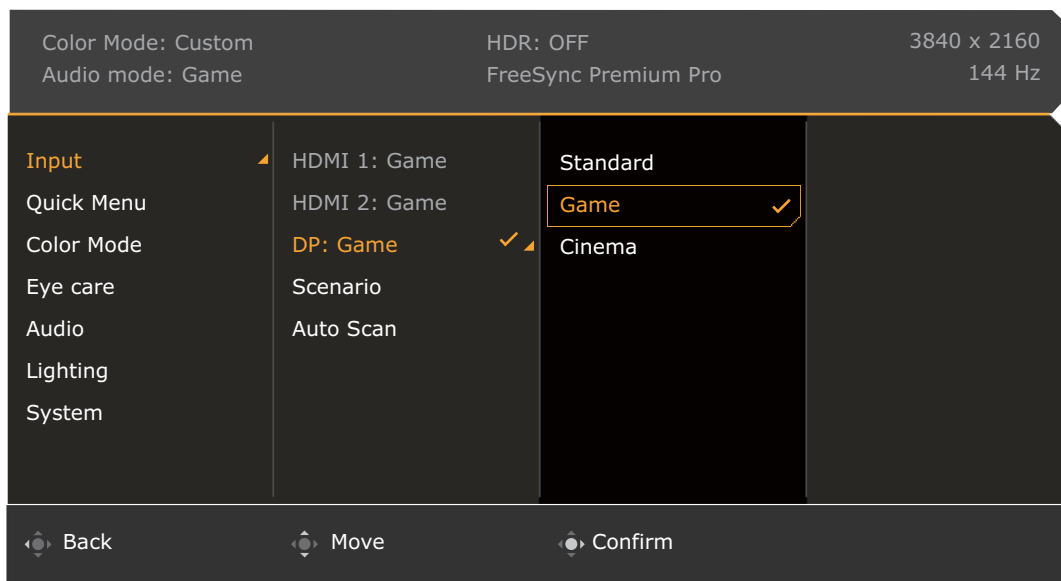 Color Mode: Custom
HDR: OFF
3840 x 2160
Audio mode: Game
FreeSync Premium Pro
144 Hz
Input
Quick Menu
Color Mode
Eye care
Audio
Lighting
System
HDMI 1: Game
HDMI 2: Game
DP: Game
Scenario
Auto Scan
Standard
Game
Cinema
Back
Move
Confirm